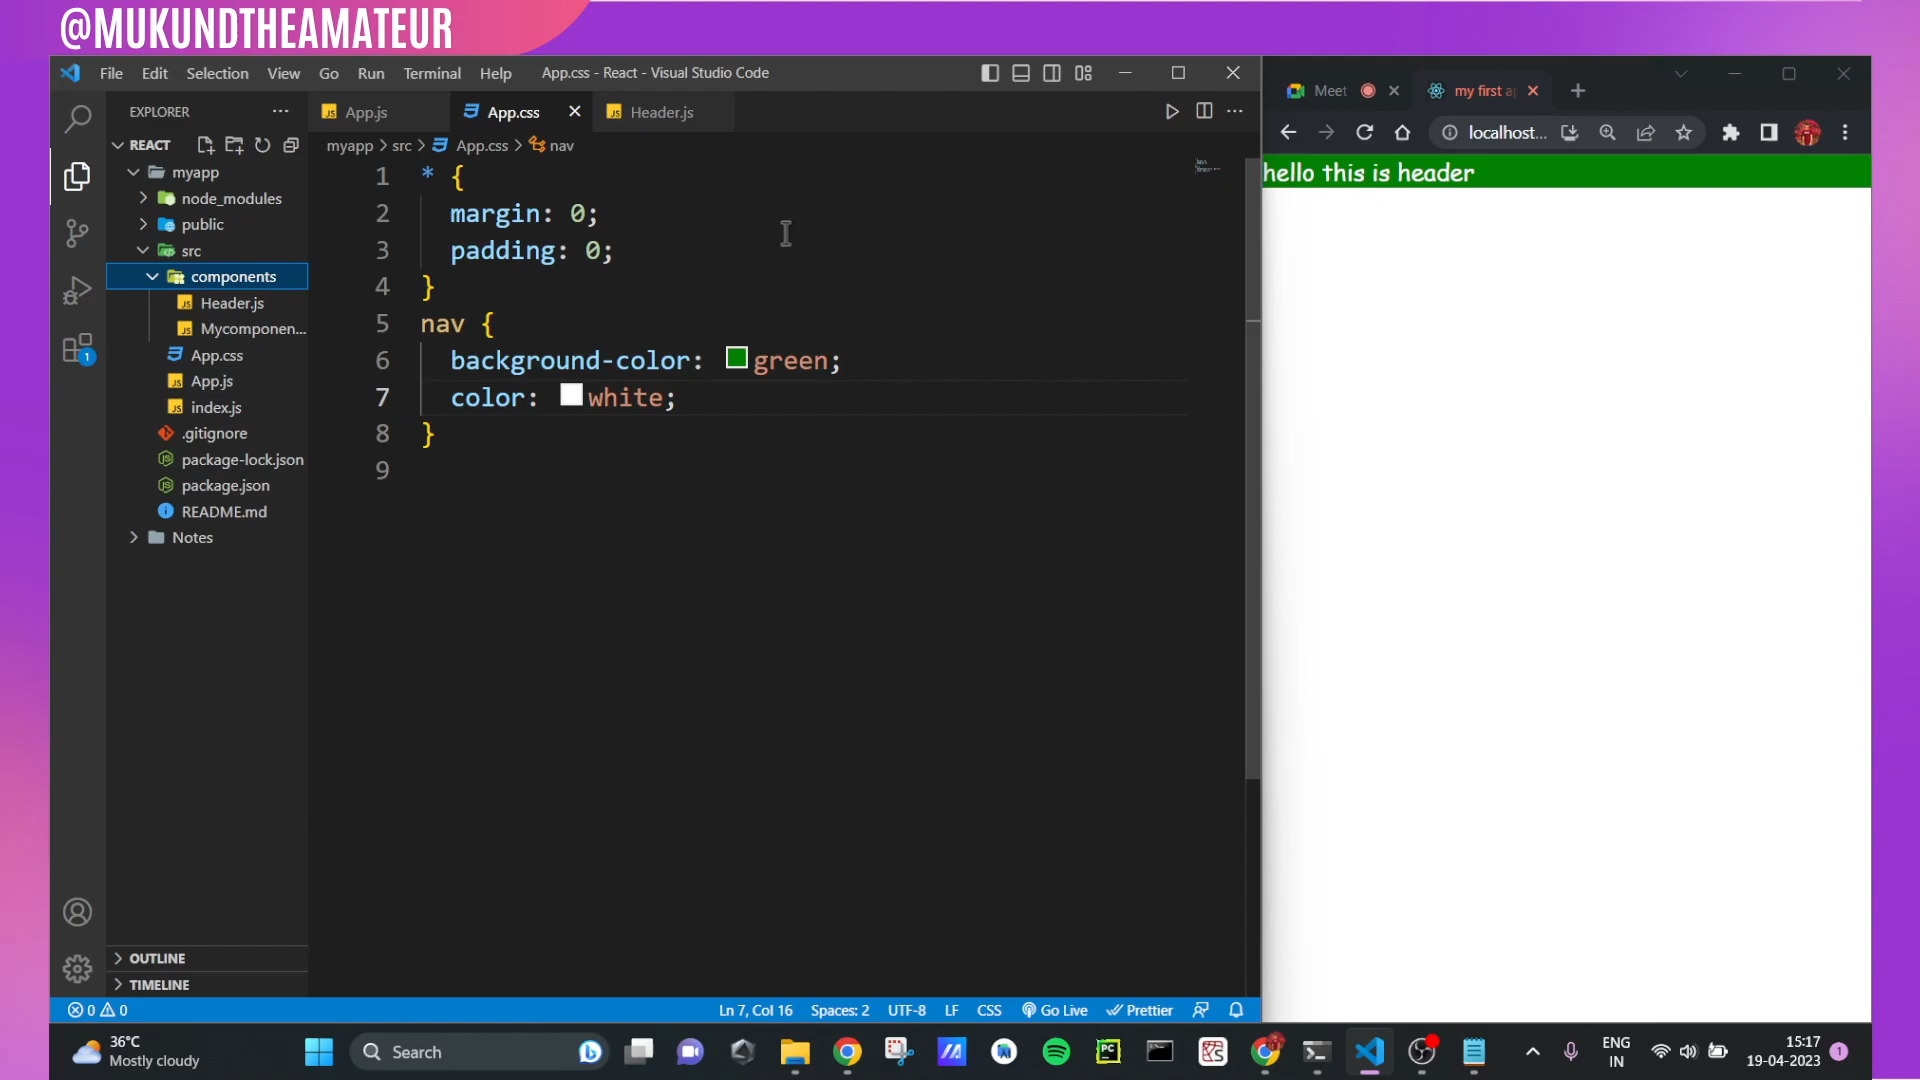 @MUKUNDTHEAMATEUR
File Edit Selection View Go Run Terminal Help App.css - React - Visual Studio Code
EXPLORER
REACT
myapp
node_modules
public
src
components
Header.js
Mycomponen...
App.css
App.js
index.js
.gitignore
package-lock.json
package.json
README.md
Notes
OUTLINE
TIMELINE
App.js App.css Header.js
myapp > src > App.css > nav
1 * {
2 margin: 0;
3 padding: 0;
4 }
5 nav {
6 background-color: green;
7 color: white;
8 }
9
Meet my first a
localhost...
hello this is header
0 0 Ln 7, Col 16 Spaces: 2 UTF-8 LF CSS Go Live Prettier
36°C
Mostly cloudy
Search
ENG
IN
15:17
19-04-2023
1